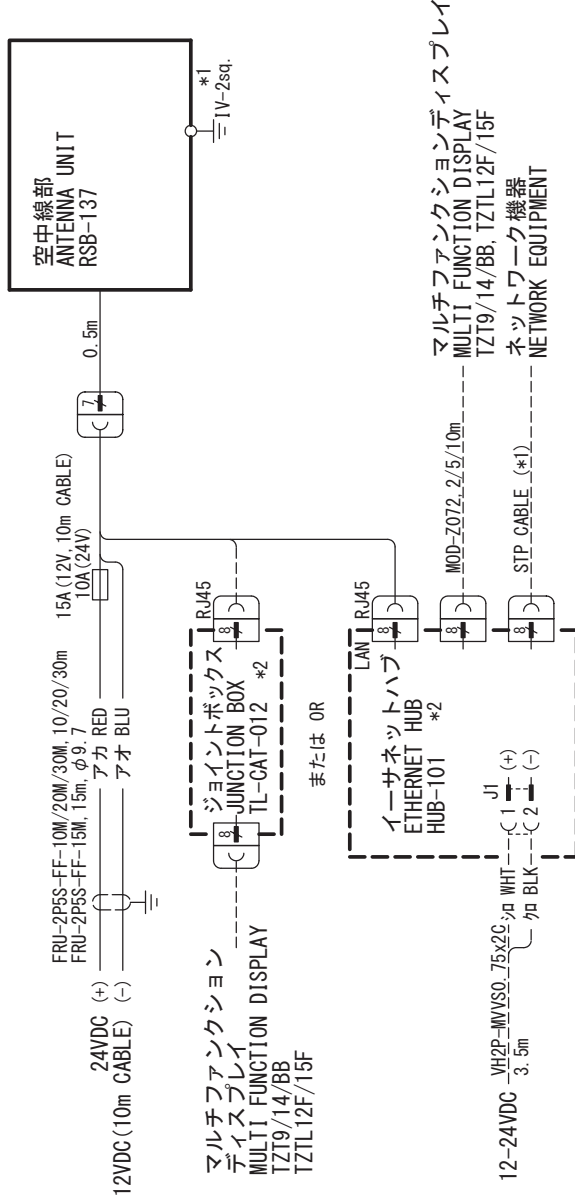 空中線部
ANTENNA UNIT
RSB-137
*1
IV-2sq.
0.5m
7
15A(12V, 10m CABLE)
10A(24V)
FRU-2P5S-FF-10M/20M/30M, 10/20/30m
FRU-2P5S-FF-15M, 15m, φ9.7
24VDC (+)
12VDC(10m CABLE) (-)
アカ RED
アオ BLU
RJ45
8
ジョイントボックス
JUNCTION BOX
TL-CAT-012 *2
8
マルチファンクション
ディスプレイ
MULTI FUNCTION DISPLAY
TZT9/14/BB
TZTL12F/15F
または OR
LAN RJ45
8
イーサネットハブ
ETHERNET HUB
HUB-101 *2
8
MOD-Z072, 2/5/10m
マルチファンクションディスプレイ
MULTI FUNCTION DISPLAY
TZT9/14/BB, TZTL12F/15F
8
STP CABLE (*1)
ネットワーク機器
NETWORK EQUIPMENT
J1
1 (+)
2 (-)
シロ WHT
クロ BLK
12-24VDC
VH2P-MVVS0.75x2C
3.5m